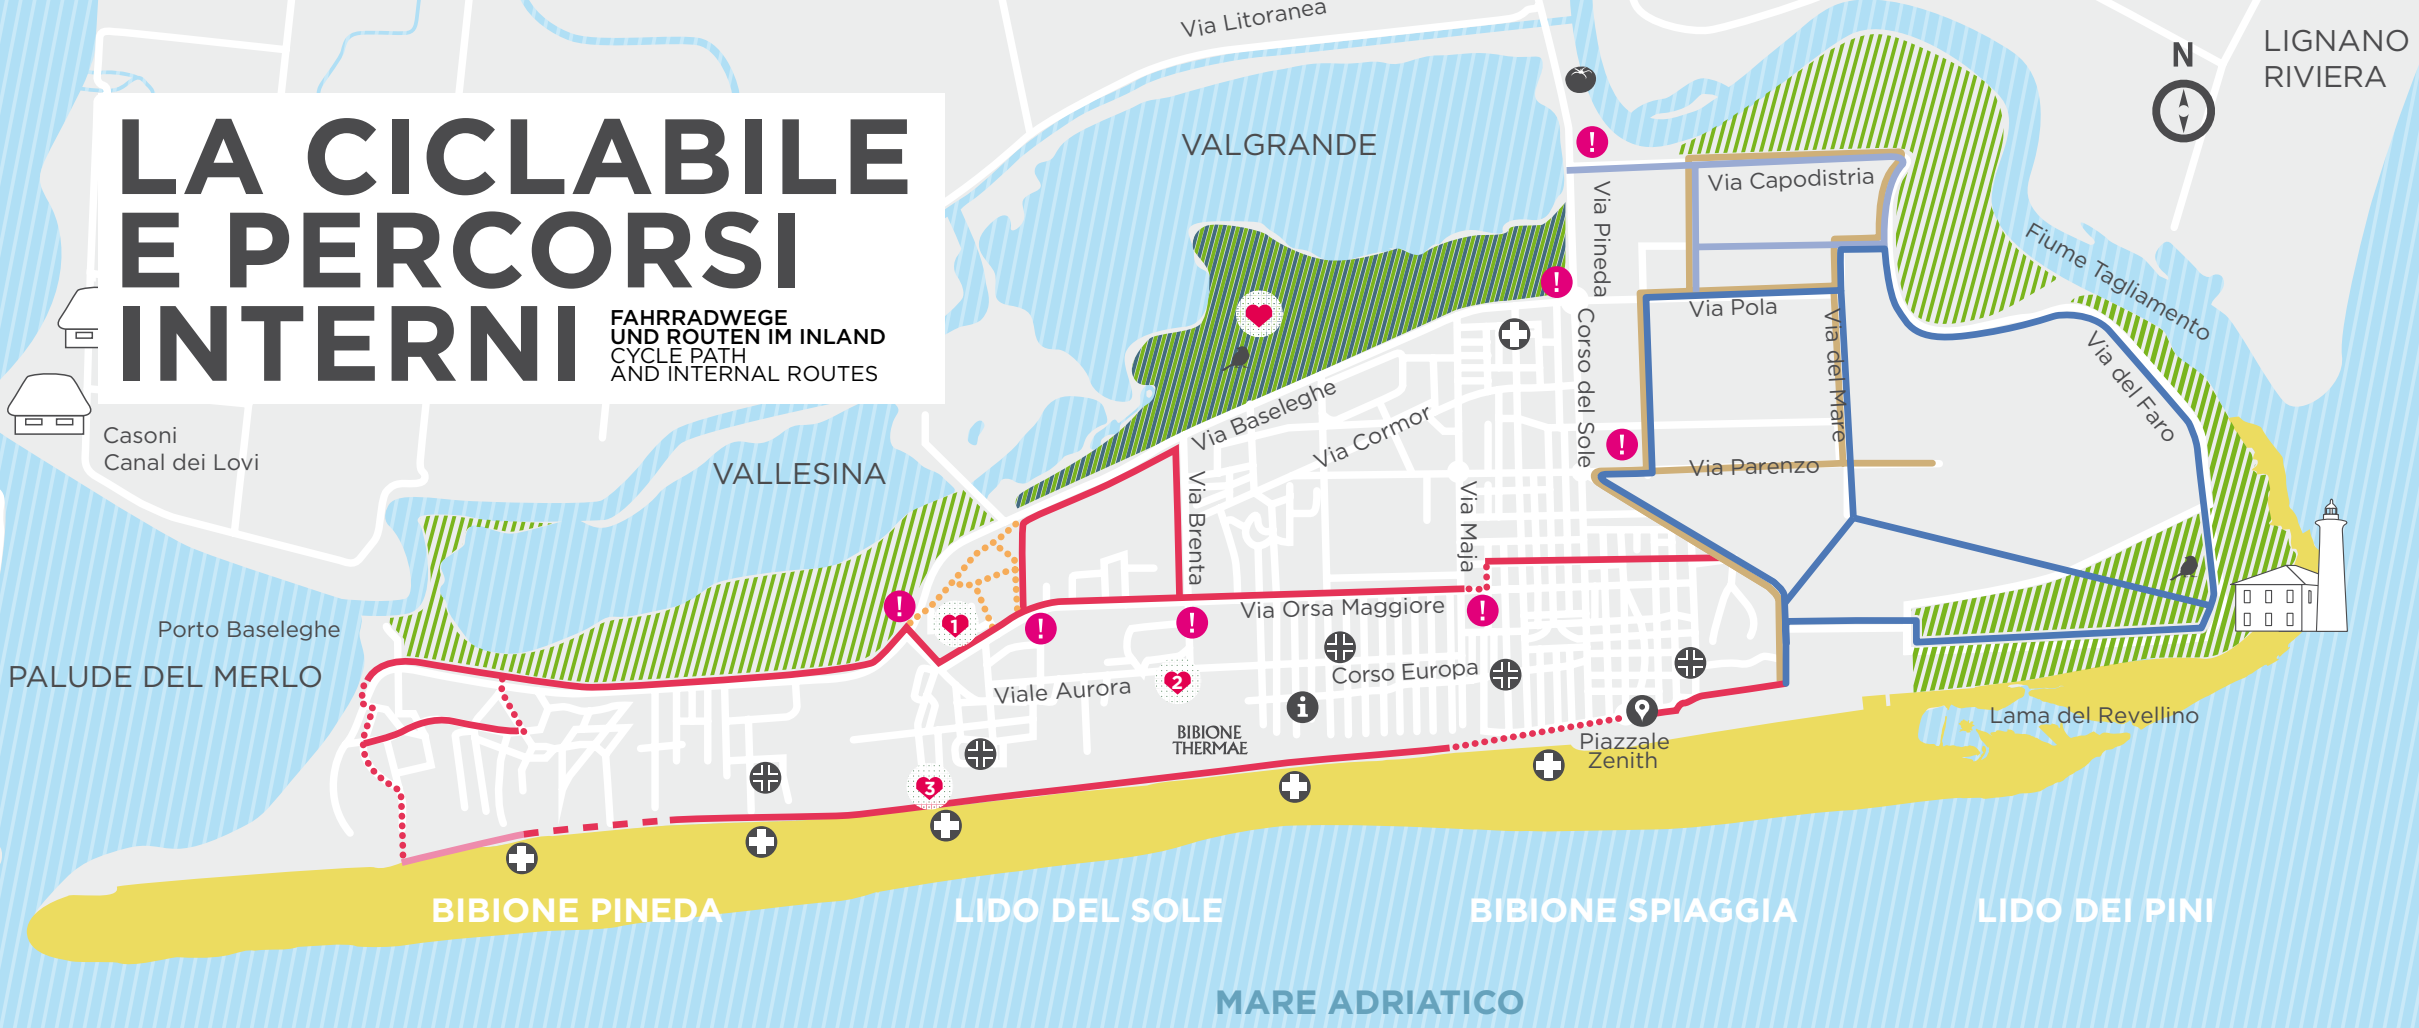 Via Litoranea
LIGNANO
RIVIERA
N
LA CICLABILE
E PERCORSI
INTERNI
FAHRRADWEGE
UND ROUTEN IM INLAND
CYCLE PATH
AND INTERNAL ROUTES
VALGRANDE
Via Capodistria
Via Pineda
Fiume Tagliamento
Via Pola
Via del Mare
Via del Faro
Corso del Sole
Via Baseleghe
Via Cormor
Casoni
Canal dei Lovi
VALLESINA
Via Parenzo
Via Brenta
Via Maja
Porto Baseleghe
PALUDE DEL MERLO
Via Orsa Maggiore
Corso Europa
Viale Aurora
1
2
3
i
!
!
!
!
!
!
!
BIBIONE
THERMAE
Piazzale
Zenith
Lama del Revellino
BIBIONE PINEDA
LIDO DEL SOLE
BIBIONE SPIAGGIA
LIDO DEI PINI
MARE ADRIATICO